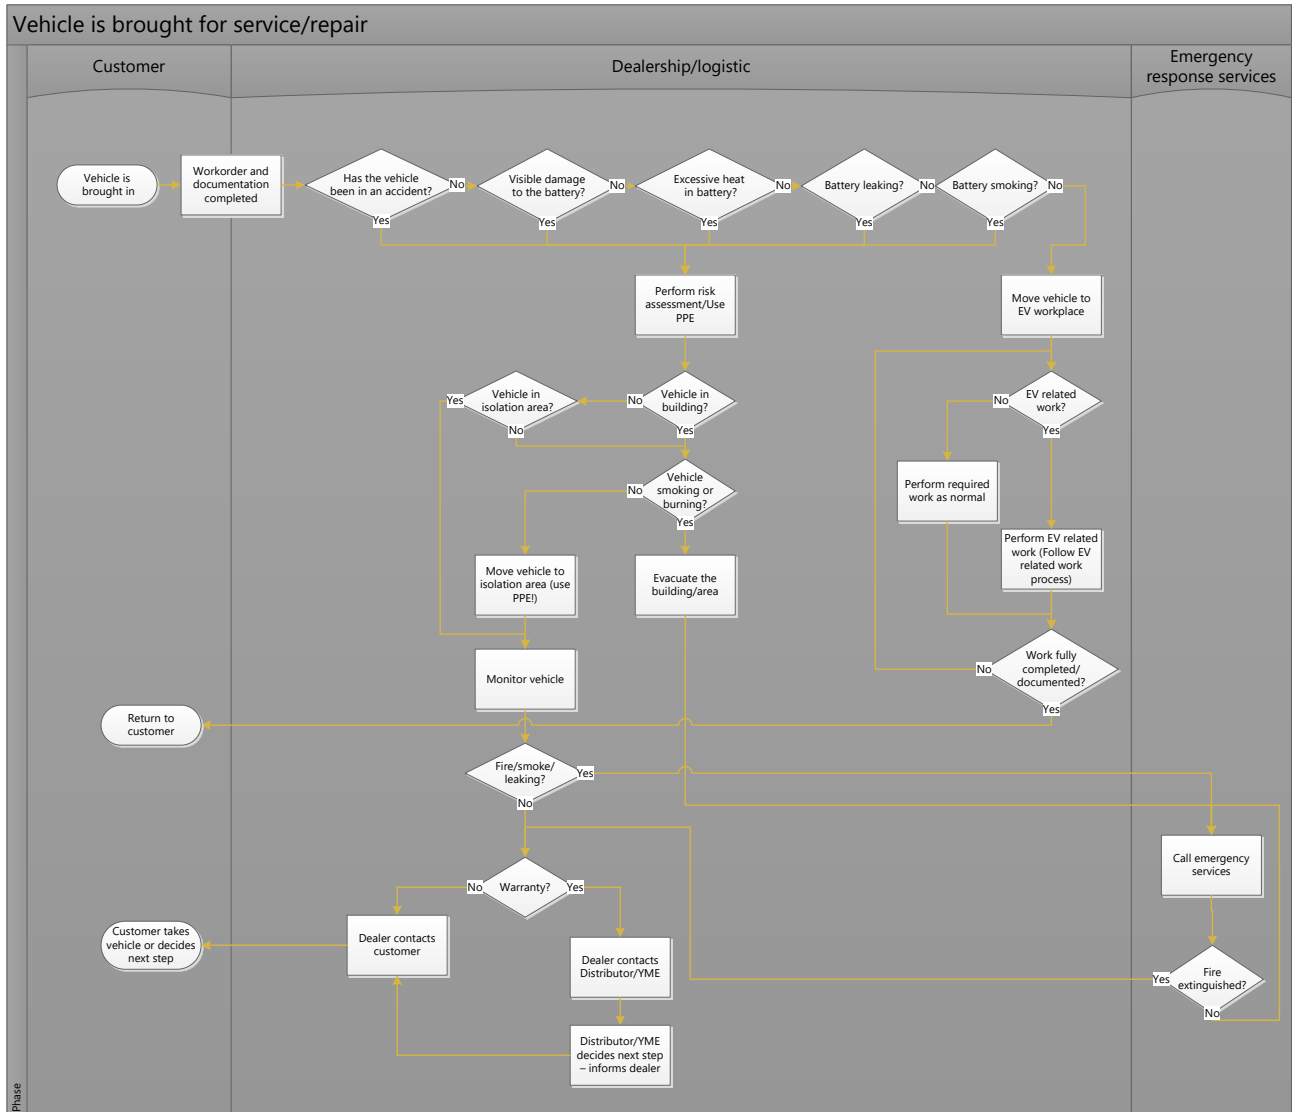 Vehicle is brought for service/repair
Customer
Dealership/logistic
Emergency
response services
Vehicle is
brought in
Workorder and
documentation
completed
Has the vehicle
been in an accident?
No
Yes
Visible damage
to the battery?
No
Yes
Excessive heat
in battery?
No
Yes
Battery leaking?
No
Yes
Battery smoking?
No
Yes
Perform risk
assessment/Use
PPE
Move vehicle to
EV workplace
Vehicle in
isolation area?
Yes
No
Vehicle in
building?
No
Yes
EV related
work?
No
Yes
Vehicle
smoking or
burning?
No
Yes
Perform required
work as normal
Perform EV related
work (Follow EV
related work
process)
Move vehicle to
isolation area (use
PPE!)
Evacuate the
building/area
Monitor vehicle
Work fully
completed/
documented?
No
Yes
Return to
customer
Fire/smoke/
leaking?
Yes
No
Call emergency
services
Warranty?
No
Yes
Customer takes
vehicle or decides
next step
Dealer contacts
customer
Dealer contacts
Distributor/YME
Fire
extinguished?
Yes
No
Distributor/YME
decides next step
– informs dealer
Phase